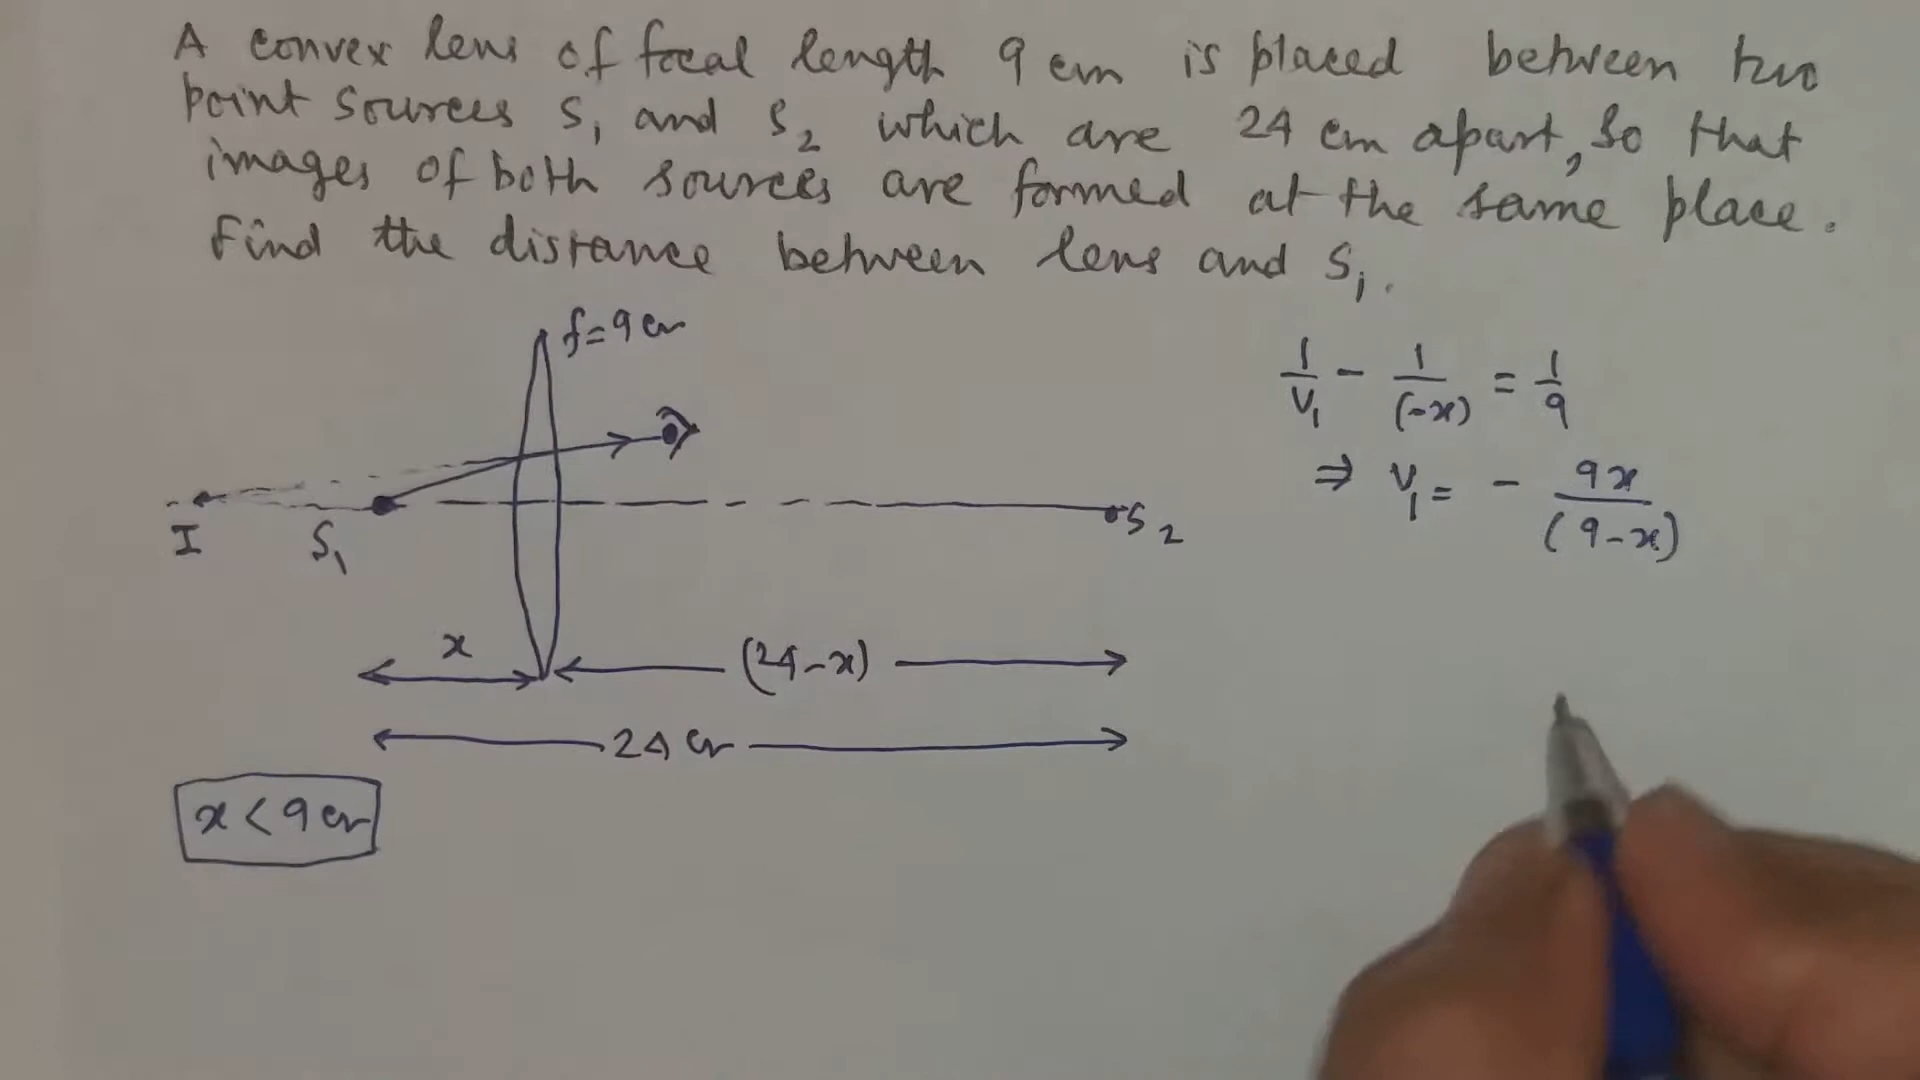 A convex lens of focal length 9 cm is placed between two
point sources S₁ and S₂ which are 24 cm apart, so that
images of both sources are formed at the same place.
Find the distance between lens and S₁.
f=9 cm
1/V₁ - 1/(-x) = 1/9
⇒ V₁ = - 9x/(9-x)
I
S₁
S₂
x
(24-x)
24 cm
x < 9 cm